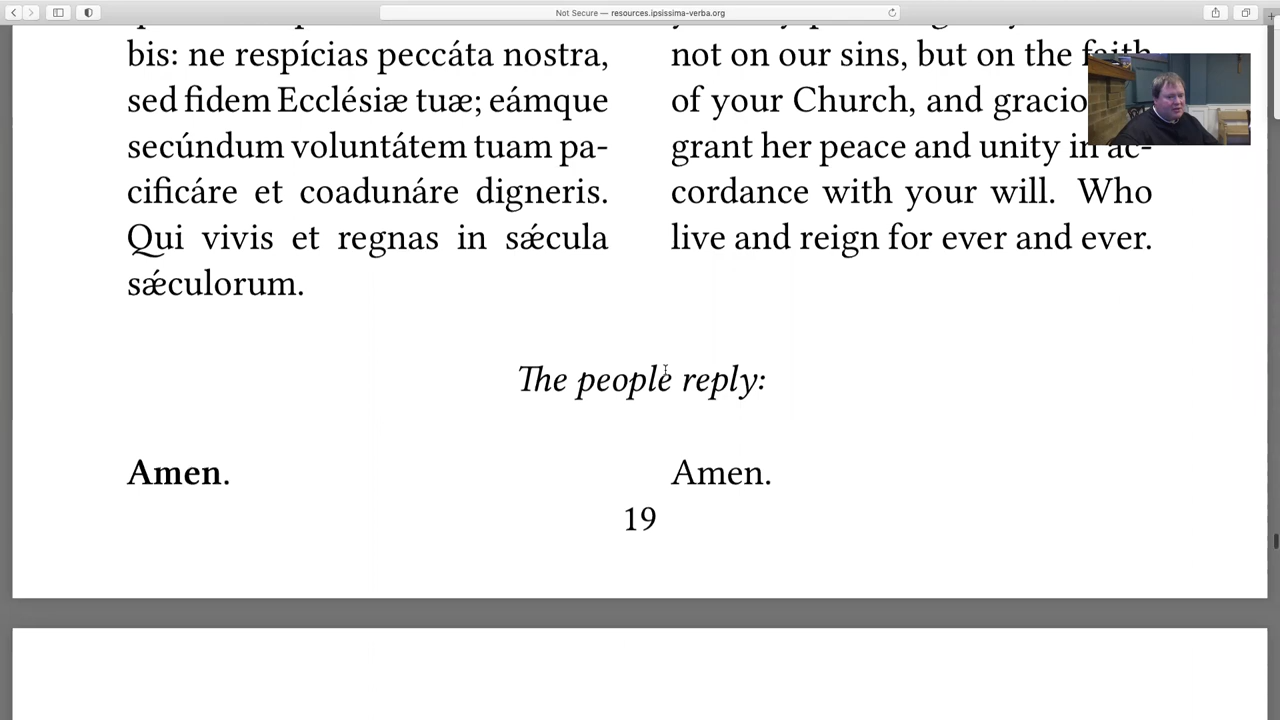 Not Secure — resources.ipsissima-verba.org
bis: ne respícias peccáta nostra,
sed fidem Ecclésiæ tuæ; eámque
secúndum voluntátem tuam pa-
cificáre et coadunáre digneris.
Qui vivis et regnas in sǽcula
sǽculorum.
not on our sins, but on the faith
of your Church, and gracio
grant her peace and unity in ac-
cordance with your will. Who
live and reign for ever and ever.
The people reply:
Amen.
Amen.
19